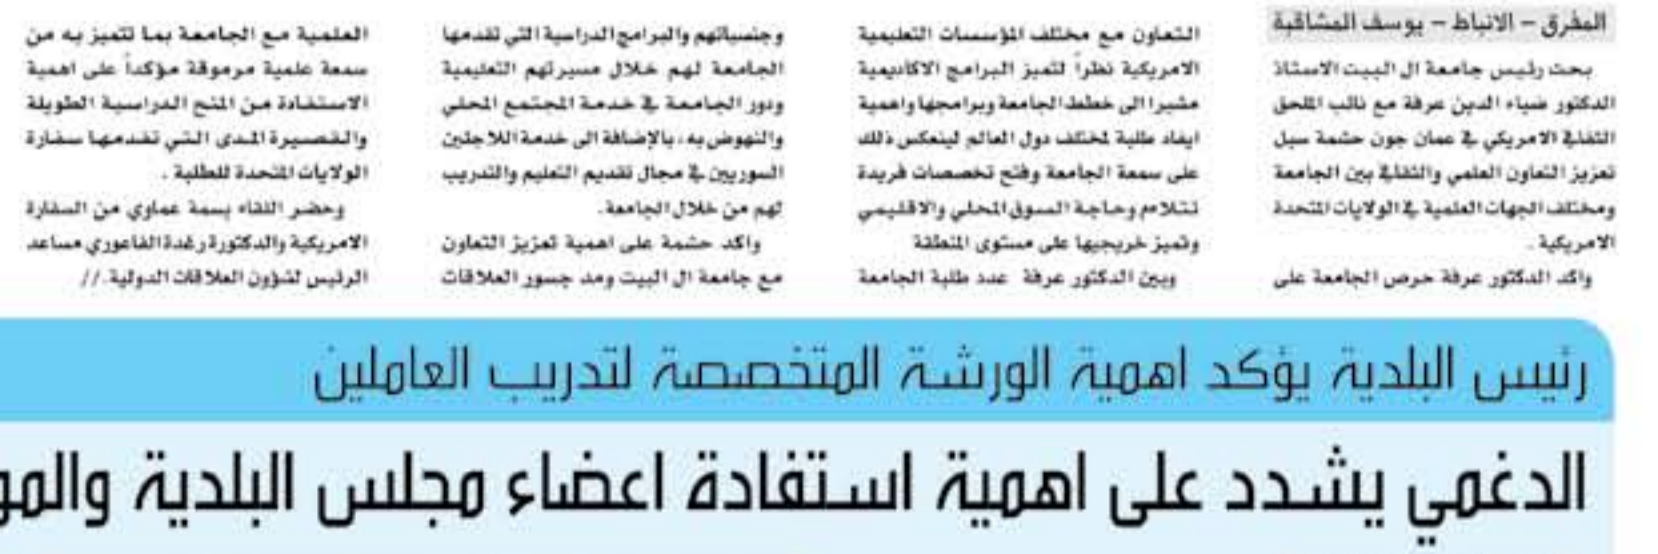 المفرق – الانباط – يوسف المشاقبة
بحث رئيس جامعة ال البيت الاستاذ
الدكتور ضياء الدين عرفة مع نائب الملحق
الثقافي الامريكي في عمان جون حشمة سبل
تعزيز التعاون العلمي والثقافي بين الجامعة
ومختلف الجهات العلمية في الولايات المتحدة
الامريكية .
واكد الدكتور عرفة حرص الجامعة على
التعاون مع مختلف المؤسسات التعليمية
الامريكية نظراً لتميز البرامج الاكاديمية
مشيرا الى خطط الجامعة وبرامجها واهمية
ايفاد طلبة لمختلف دول العالم لينعكس ذلك
على سمعة الجامعة وفتح تخصصات فريدة
تتلاءم وحاجة السوق المحلي والاقليمي
وتميز خريجيها على مستوى المنطقة
وبين الدكتور عرفة عدد طلبة الجامعة
وجنسياتهم والبرامج الدراسية التي تقدمها
الجامعة لهم خلال مسيرتهم التعليمية
ودور الجامعة في خدمة المجتمع المحلي
والنهوض به ، بالإضافة الى خدمة اللاجئين
السوريين في مجال تقديم التعليم والتدريب
لهم من خلال الجامعة.
واكد حشمة على اهمية تعزيز التعاون
مع جامعة ال البيت ومد جسور العلاقات
العلمية مع الجامعة بما تتميز به من
سمعة علمية مرموقة مؤكداً على اهمية
الاستفادة من المنح الدراسية الطويلة
والقصيرة المدى التي تقدمها سفارة
الولايات المتحدة للطلبة .
وحضر اللقاء بسمة عماوي من السفارة
الامريكية والدكتورة رغدة الفاعوري مساعد
الرئيس لشؤون العلاقات الدولية.//
رئيس البلدية يؤكد اهمية الورشة المتخصصة لتدريب العاملين
الدغمي يشدد على اهمية استفادة اعضاء مجلس البلدية والمو